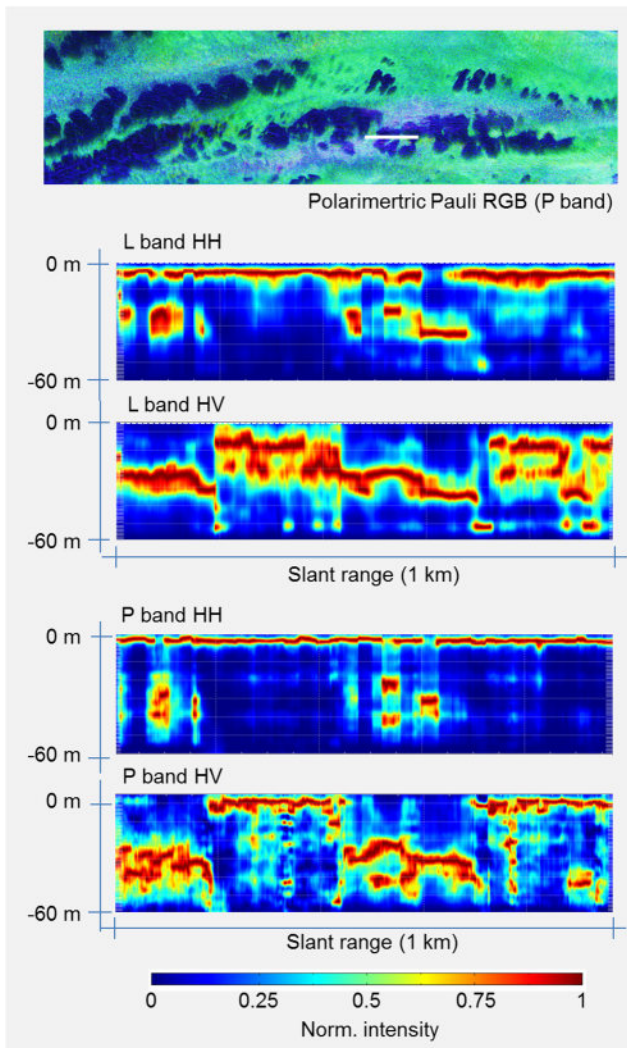 Polarimertric Pauli RGB (P band)
L band HH
0 m
-60 m
L band HV
0 m
-60 m
Slant range (1 km)
P band HH
0 m
-60 m
P band HV
0 m
-60 m
Slant range (1 km)
0 0.25 0.5 0.75 1
Norm. intensity